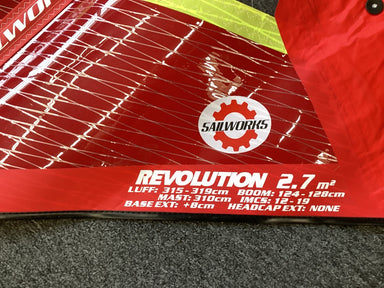 AILWORKS
SAILWORKS
REVOLUTION 2.7 m²
LUFF: 315 - 319cm BOOM: 124 - 128cm
MAST: 310cm IMCS: 12 - 19
BASE EXT: +8cm HEADCAP EXT: NONE